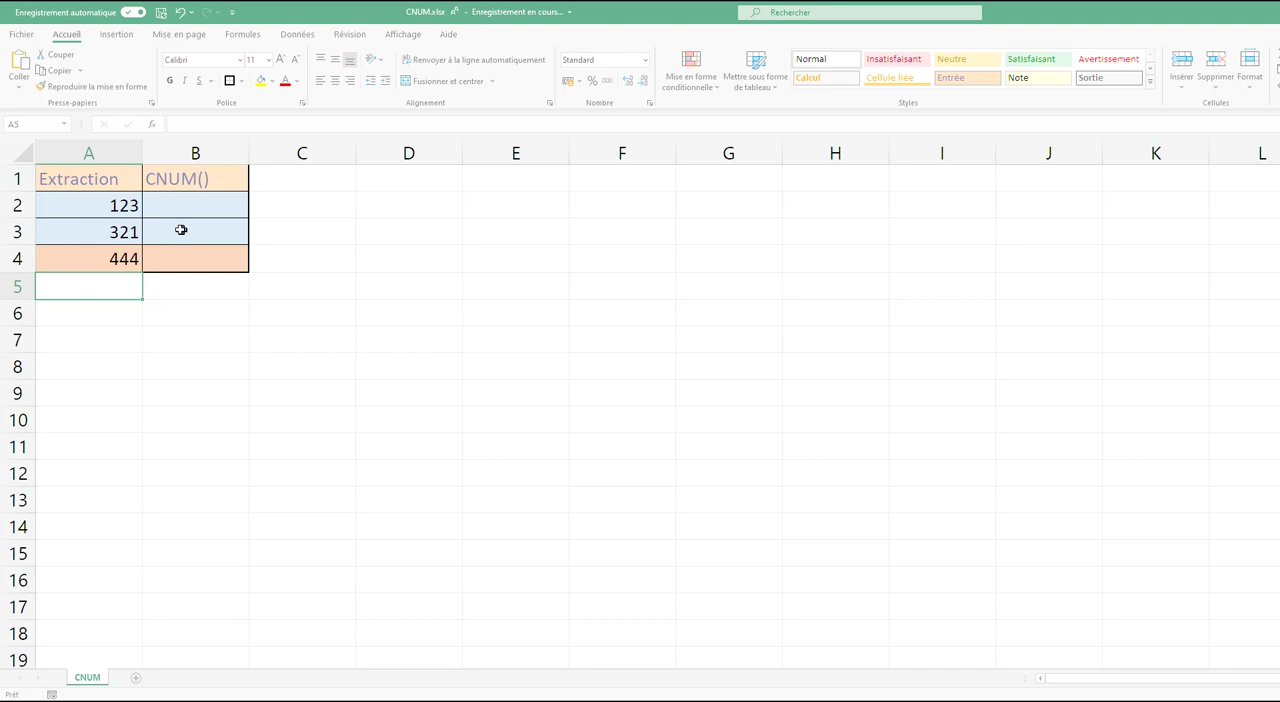 Enregistrement automatique
CNUM.xlsx
- Enregistrement en cours...
Rechercher
Fichier Accueil Insertion Mise en page Formules Données Révision Affichage Aide
Coller
Couper
Copier
Reproduire la mise en forme
Presse-papiers
Calibri 11
G I S
Police
Renvoyer à la ligne automatiquement
Fusionner et centrer
Alignement
Standard
% 000
Nombre
Mise en forme
conditionnelle
Mettre sous forme
de tableau
Normal Insatisfaisant Neutre Satisfaisant Avertissement
Calcul Cellule liée Entrée Note Sortie
Styles
Insérer Supprimer Format
Cellules
A5
fx
A B C D E F G H I J K L
1 Extraction CNUM()
2 123
3 321
4 444
5
6
7
8
9
10
11
12
13
14
15
16
17
18
19
CNUM
Prêt